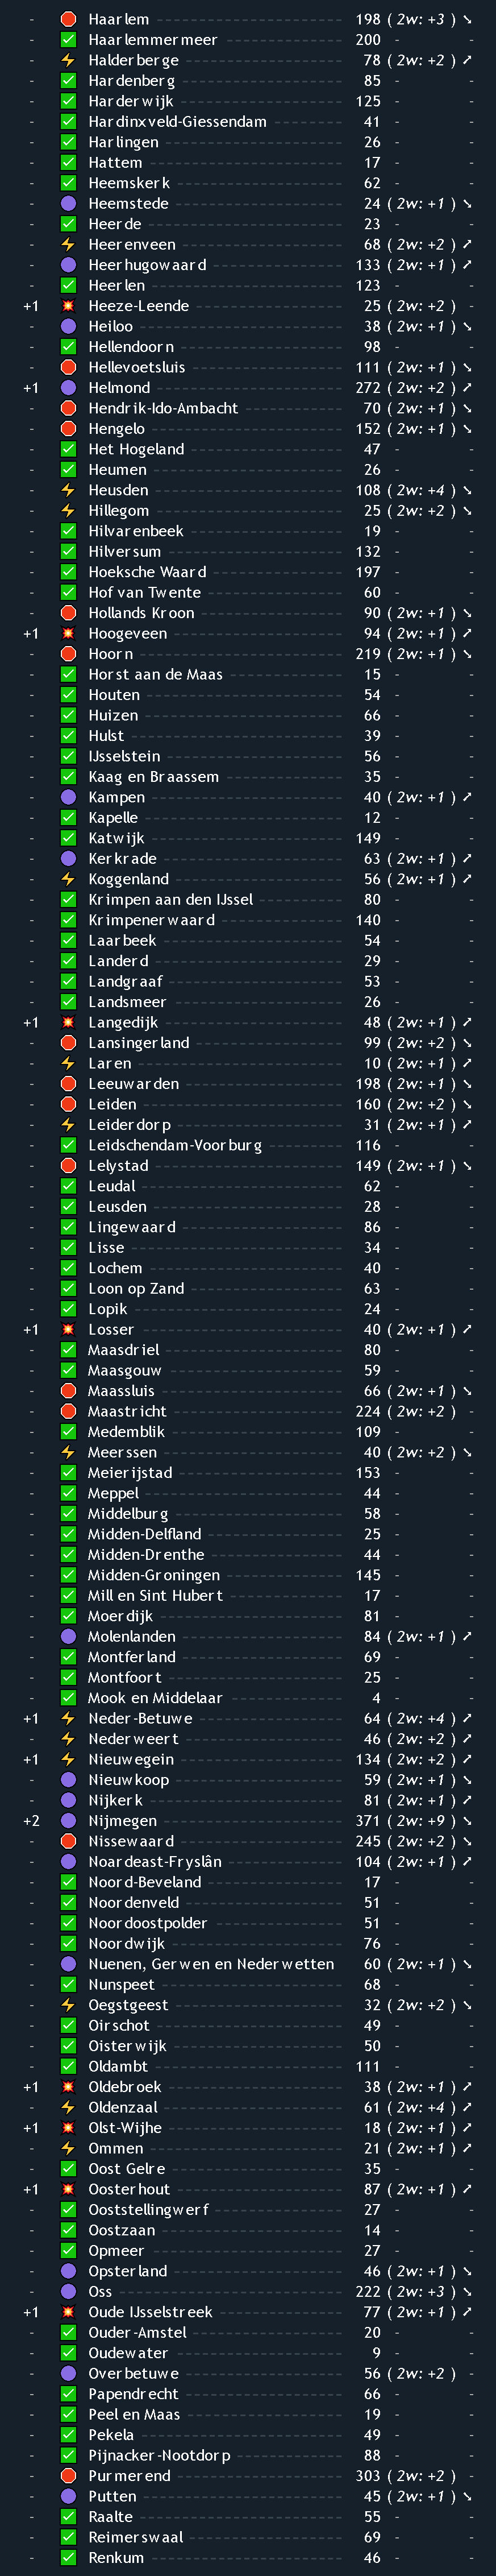 - Haarlem 198 ( 2w: +3 ) ↘
- Haarlemmermeer 200 - -
- Halderberge 78 ( 2w: +2 ) ↗
- Hardenberg 85 - -
- Harderwijk 125 - -
- Hardinxveld-Giessendam 41 - -
- Harlingen 26 - -
- Hattem 17 - -
- Heemskerk 62 - -
- Heemstede 24 ( 2w: +1 ) ↘
- Heerde 23 - -
- Heerenveen 68 ( 2w: +2 ) ↗
- Heerhugowaard 133 ( 2w: +1 ) ↗
- Heerlen 123 - -
+1 Heeze-Leende 25 ( 2w: +2 ) -
- Heiloo 38 ( 2w: +1 ) ↘
- Hellendoorn 98 - -
- Hellevoetsluis 111 ( 2w: +1 ) ↘
+1 Helmond 272 ( 2w: +2 ) ↗
- Hendrik-Ido-Ambacht 70 ( 2w: +1 ) ↘
- Hengelo 152 ( 2w: +1 ) ↘
- Het Hogeland 47 - -
- Heumen 26 - -
- Heusden 108 ( 2w: +4 ) ↘
- Hillegom 25 ( 2w: +2 ) ↘
- Hilvarenbeek 19 - -
- Hilversum 132 - -
- Hoeksche Waard 197 - -
- Hof van Twente 60 - -
- Hollands Kroon 90 ( 2w: +1 ) ↘
+1 Hoogeveen 94 ( 2w: +1 ) ↗
- Hoorn 219 ( 2w: +1 ) ↘
- Horst aan de Maas 15 - -
- Houten 54 - -
- Huizen 66 - -
- Hulst 39 - -
- IJsselstein 56 - -
- Kaag en Braassem 35 - -
- Kampen 40 ( 2w: +1 ) ↗
- Kapelle 12 - -
- Katwijk 149 - -
- Kerkrade 63 ( 2w: +1 ) ↗
- Koggenland 56 ( 2w: +1 ) ↗
- Krimpen aan den IJssel 80 - -
- Krimpenerwaard 140 - -
- Laarbeek 54 - -
- Landerd 29 - -
- Landgraaf 53 - -
- Landsmeer 26 - -
+1 Langedijk 48 ( 2w: +1 ) ↗
- Lansingerland 99 ( 2w: +2 ) ↘
- Laren 10 ( 2w: +1 ) ↗
- Leeuwarden 198 ( 2w: +1 ) ↘
- Leiden 160 ( 2w: +2 ) ↘
- Leiderdorp 31 ( 2w: +1 ) ↗
- Leidschendam-Voorburg 116 - -
- Lelystad 149 ( 2w: +1 ) ↘
- Leudal 62 - -
- Leusden 28 - -
- Lingewaard 86 - -
- Lisse 34 - -
- Lochem 40 - -
- Loon op Zand 63 - -
- Lopik 24 - -
+1 Losser 40 ( 2w: +1 ) ↗
- Maasdriel 80 - -
- Maasgouw 59 - -
- Maassluis 66 ( 2w: +1 ) ↘
- Maastricht 224 ( 2w: +2 ) -
- Medemblik 109 - -
- Meerssen 40 ( 2w: +2 ) ↘
- Meierijstad 153 - -
- Meppel 44 - -
- Middelburg 58 - -
- Midden-Delfland 25 - -
- Midden-Drenthe 44 - -
- Midden-Groningen 145 - -
- Mill en Sint Hubert 17 - -
- Moerdijk 81 - -
- Molenlanden 84 ( 2w: +1 ) ↗
- Montferland 69 - -
- Montfoort 25 - -
- Mook en Middelaar 4 - -
+1 Neder-Betuwe 64 ( 2w: +4 ) ↗
- Nederweert 46 ( 2w: +2 ) ↗
+1 Nieuwegein 134 ( 2w: +2 ) ↗
- Nieuwkoop 59 ( 2w: +1 ) ↘
- Nijkerk 81 ( 2w: +1 ) ↗
+2 Nijmegen 371 ( 2w: +9 ) ↘
- Nissewaard 245 ( 2w: +2 ) ↘
- Noardeast-Fryslân 104 ( 2w: +1 ) ↗
- Noord-Beveland 17 - -
- Noordenveld 51 - -
- Noordoostpolder 51 - -
- Noordwijk 76 - -
- Nuenen, Gerwen en Nederwetten 60 ( 2w: +1 ) ↘
- Nunspeet 68 - -
- Oegstgeest 32 ( 2w: +2 ) ↘
- Oirschot 49 - -
- Oisterwijk 50 - -
- Oldambt 111 - -
+1 Oldebroek 38 ( 2w: +1 ) ↗
- Oldenzaal 61 ( 2w: +4 ) ↗
+1 Olst-Wijhe 18 ( 2w: +1 ) ↗
- Ommen 21 ( 2w: +1 ) ↗
- Oost Gelre 35 - -
+1 Oosterhout 87 ( 2w: +1 ) ↗
- Ooststellingwerf 27 - -
- Oostzaan 14 - -
- Opmeer 27 - -
- Opsterland 46 ( 2w: +1 ) ↘
- Oss 222 ( 2w: +3 ) ↘
+1 Oude IJsselstreek 77 ( 2w: +1 ) ↗
- Ouder-Amstel 20 - -
- Oudewater 9 - -
- Overbetuwe 56 ( 2w: +2 ) -
- Papendrecht 66 - -
- Peel en Maas 19 - -
- Pekela 49 - -
- Pijnacker-Nootdorp 88 - -
- Purmerend 303 ( 2w: +2 ) -
- Putten 45 ( 2w: +1 ) ↘
- Raalte 55 - -
- Reimerswaal 69 - -
- Renkum 46 - -